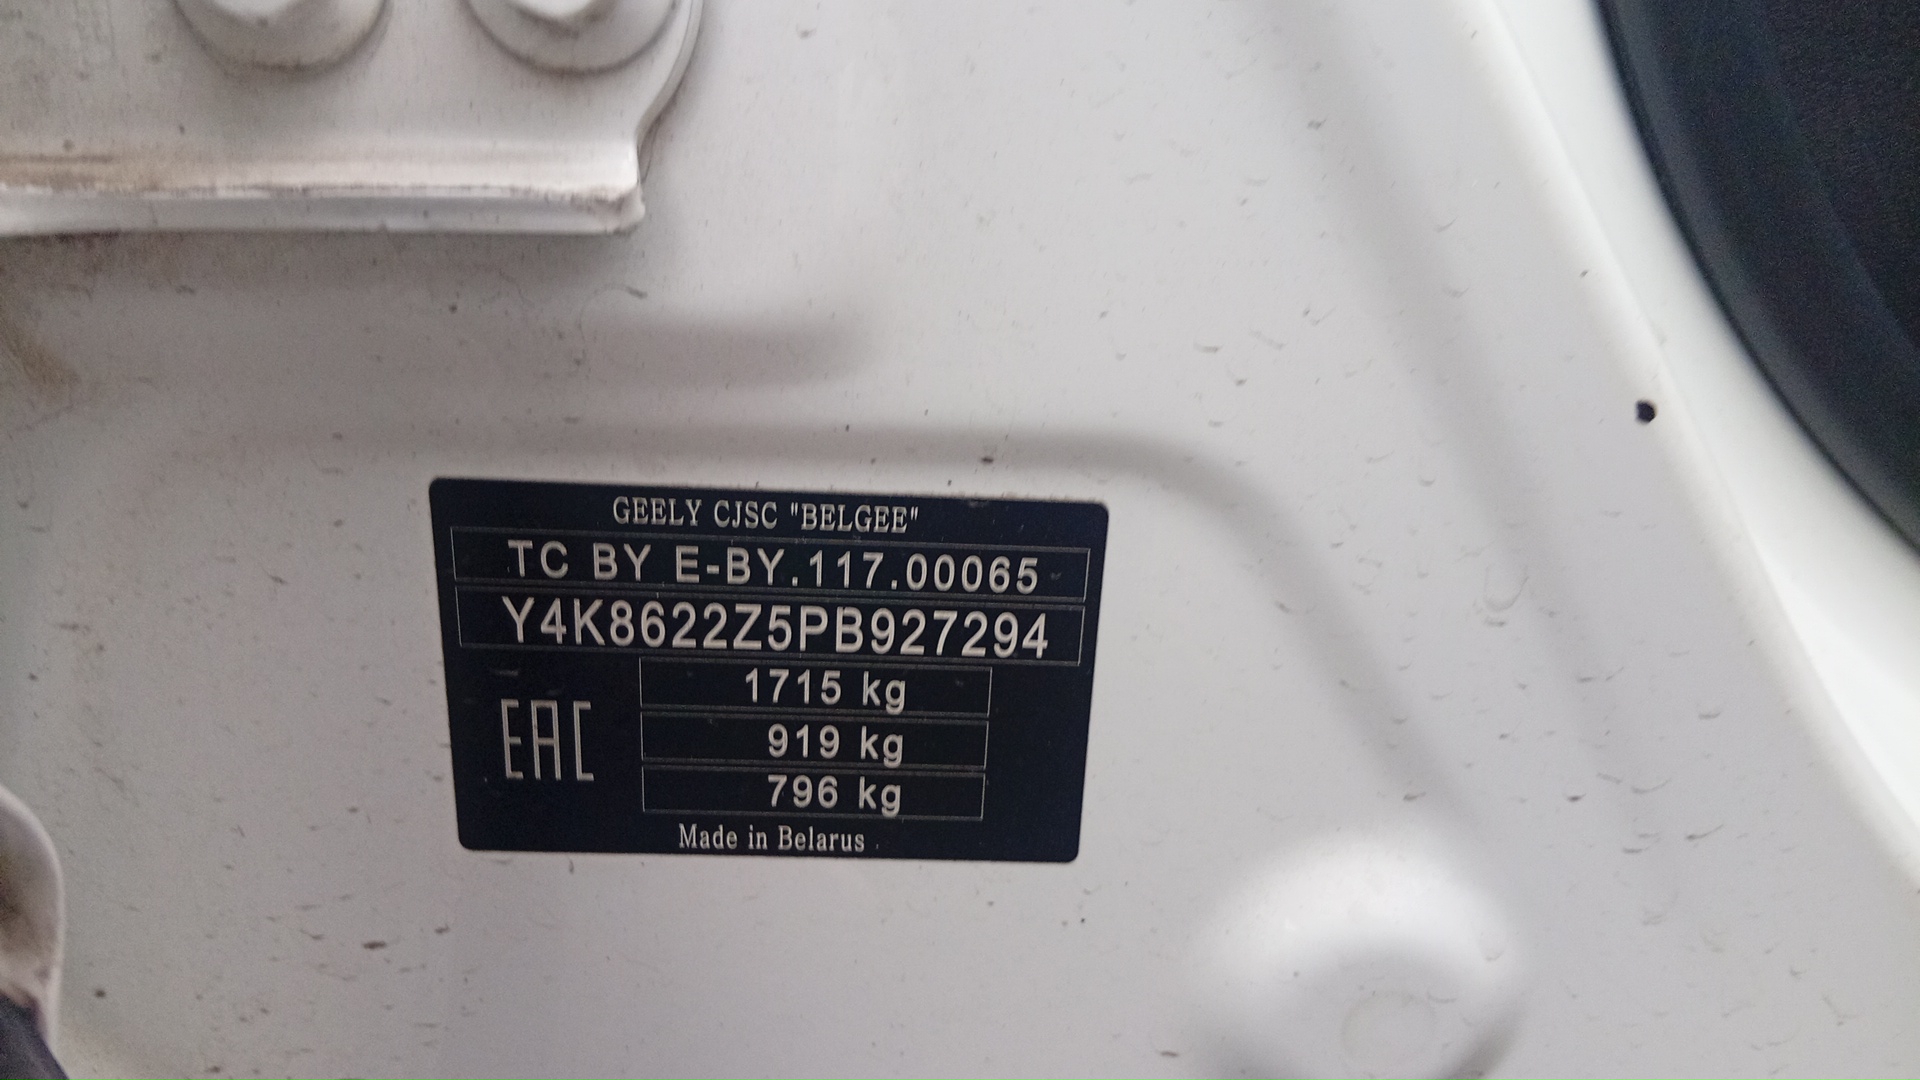 GEELY CJSC "BELGEE"
TC BY E-BY.117.00065
Y4K8622Z5PB927294
1715 kg
919 kg
EAC
796 kg
Made in Belarus